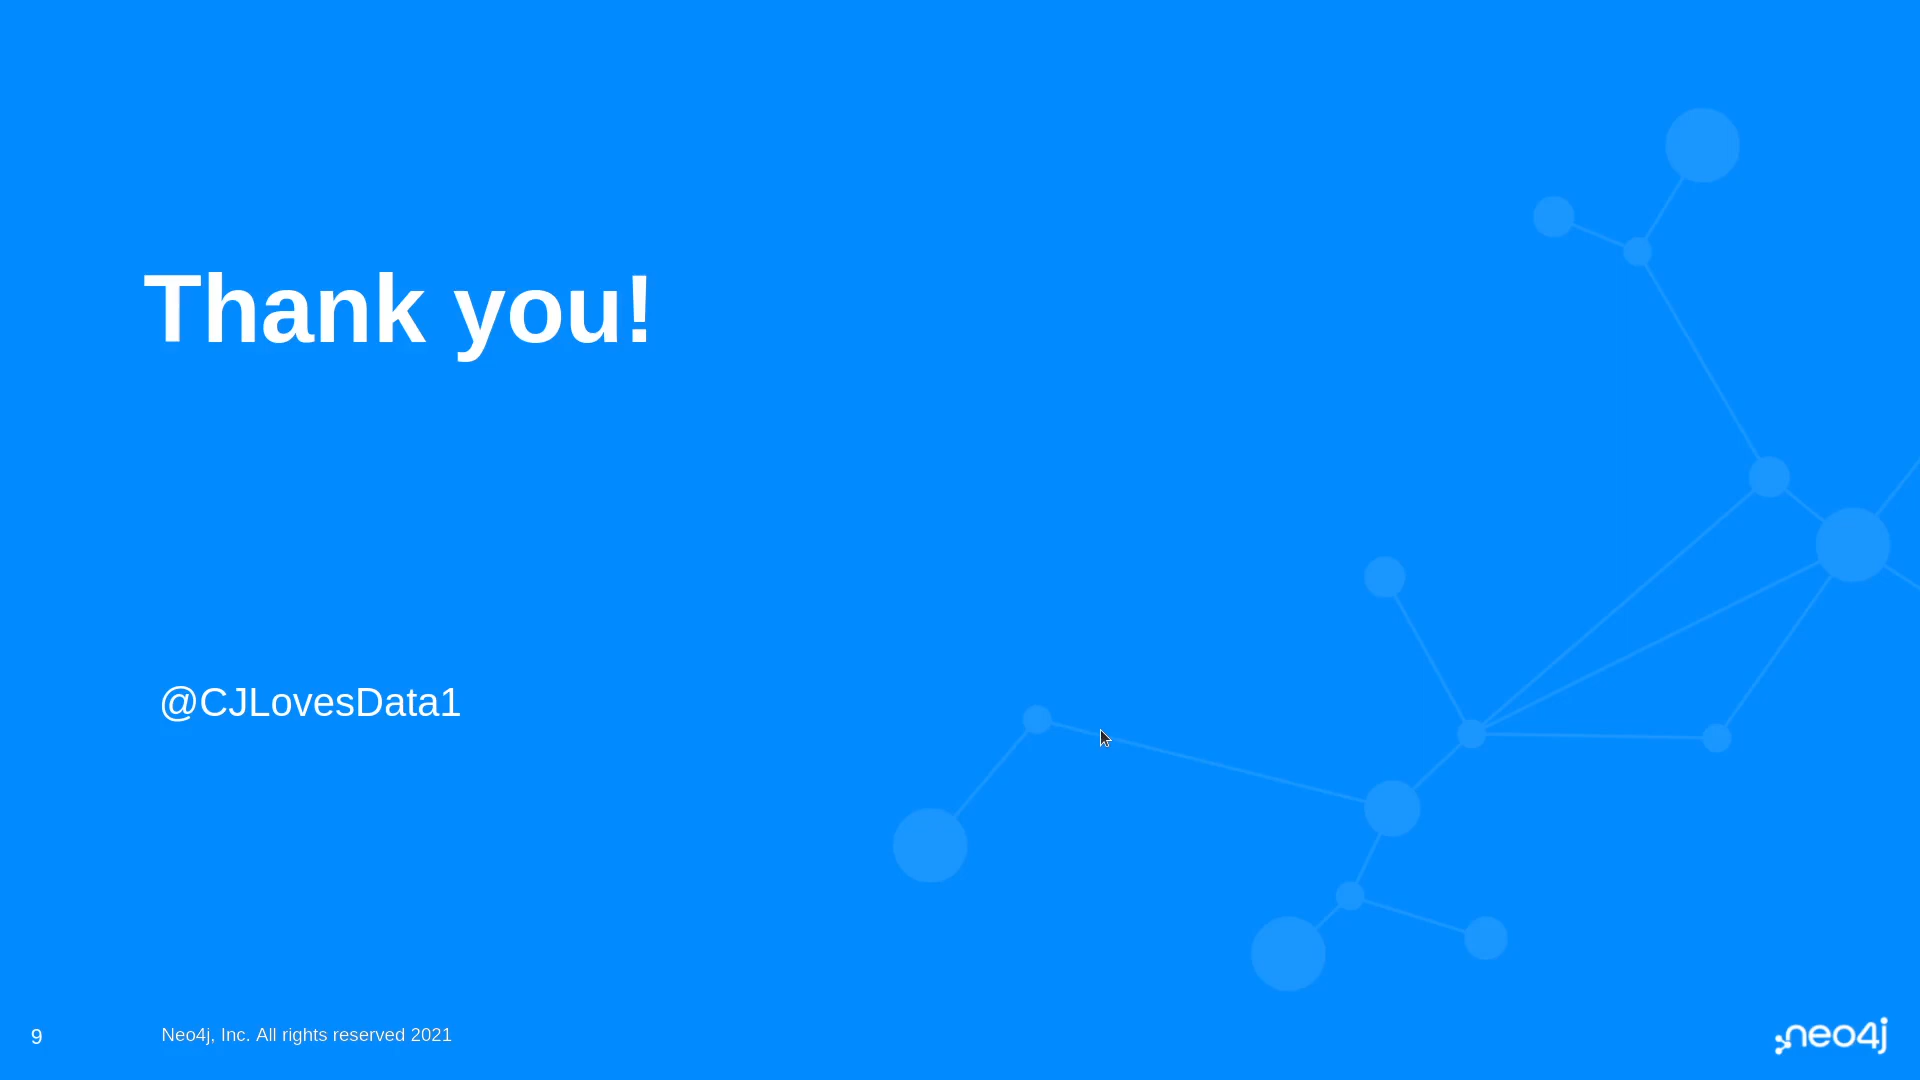 Thank you!
@CJLovesData1
9
Neo4j, Inc. All rights reserved 2021
neo4j